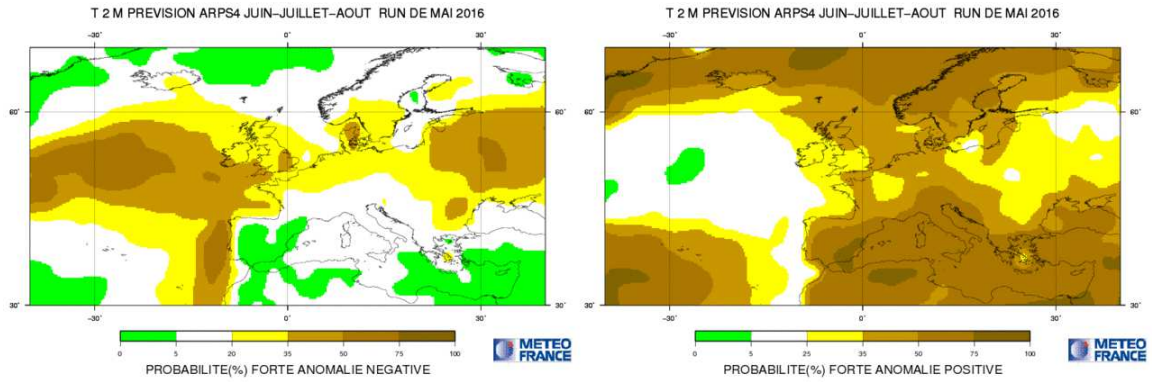 T 2 M PREVISION ARPS4 JUIN–JUILLET–AOUT RUN DE MAI 2016
−30˚ 0˚ 30˚
60˚ 60˚
30˚ 30˚
−30˚ 0˚ 30˚
0 5 20 35 50 75 100
METEO
FRANCE
PROBABILITE(%) FORTE ANOMALIE NEGATIVE
T 2 M PREVISION ARPS4 JUIN–JUILLET–AOUT RUN DE MAI 2016
−30˚ 0˚ 30˚
60˚ 60˚
30˚ 30˚
−30˚ 0˚ 30˚
0 5 20 35 50 75 100
METEO
FRANCE
PROBABILITE(%) FORTE ANOMALIE POSITIVE